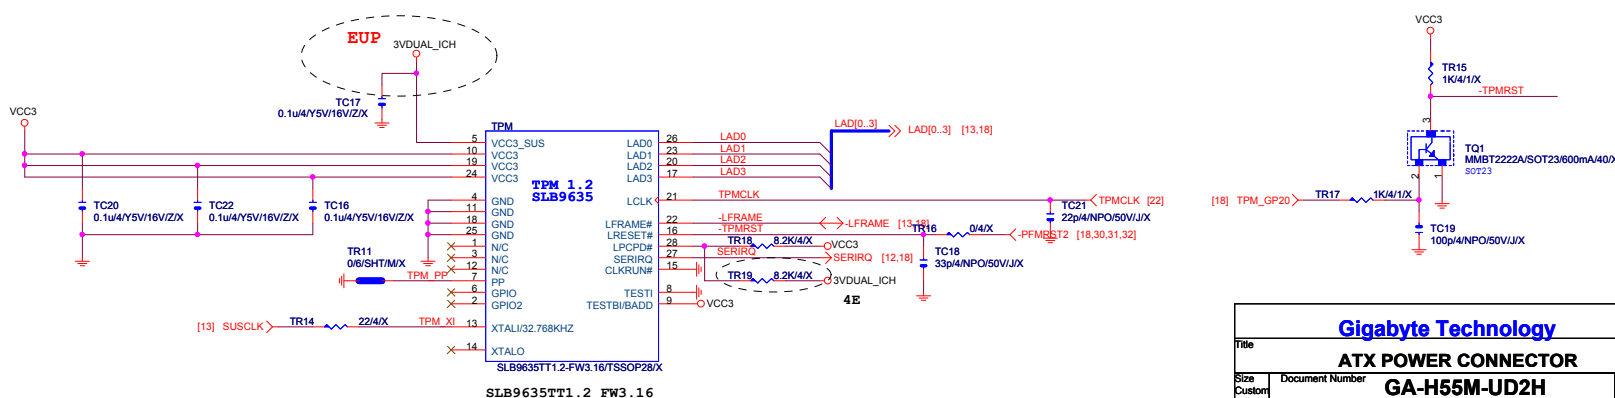 EUP
3VDUAL_ICH
TC17
0.1u/4/Y5V/16V/Z/X
VCC3
TC20
0.1u/4/Y5V/16V/Z/X
TC22
0.1u/4/Y5V/16V/Z/X
TC16
0.1u/4/Y5V/16V/Z/X
TR11
0/6/SHT/M/X
TPM_PP
[13] SUSCLK
TR14
22/4/X
TPM_XI
TPM
5 VCC3_SUS
10 VCC3
19 VCC3
24 VCC3
4 GND
11 GND
18 GND
25 GND
1 N/C
3 N/C
12 N/C
7 PP
6 GPIO
2 GPIO2
13 XTALI/32.768KHZ
14 XTALO
TPM 1.2
SLB9635
LAD0 26
LAD1 23
LAD2 20
LAD3 17
LCLK 21
LFRAME# 22
LRESET# 16
LPCPD# 28
SERIRQ 27
CLKRUN# 15
TESTI 8
TESTBI/BADD 9
SLB9635TT1.2-FW3.16/TSSOP28/X
SLB9635TT1.2 FW3.16
LAD0
LAD1
LAD2
LAD3
LAD[0..3]
LAD[0..3] [13,18]
TPMCLK
TPMCLK [22]
TC21
22p/4/NPO/50V/J/X
-LFRAME
-LFRAME [13,18]
-TPMRST
TR16
0/4/X
-PFMRST2 [18,30,31,32]
TR18
8.2K/4/X
VCC3
SERIRQ
SERIRQ [12,18]
TC18
33p/4/NPO/50V/J/X
TR19
8.2K/4/X
3VDUAL_ICH
4E
VCC3
VCC3
TR15
1K/4/1/X
-TPMRST
3
TQ1
MMBT2222A/SOT23/600mA/40/X
SOT23
2
1
[18] TPM_GP20
TR17
1K/4/1/X
TC19
100p/4/NPO/50V/J/X
Gigabyte Technology
Title
ATX POWER CONNECTOR
Size
Custom
Document Number
GA-H55M-UD2H